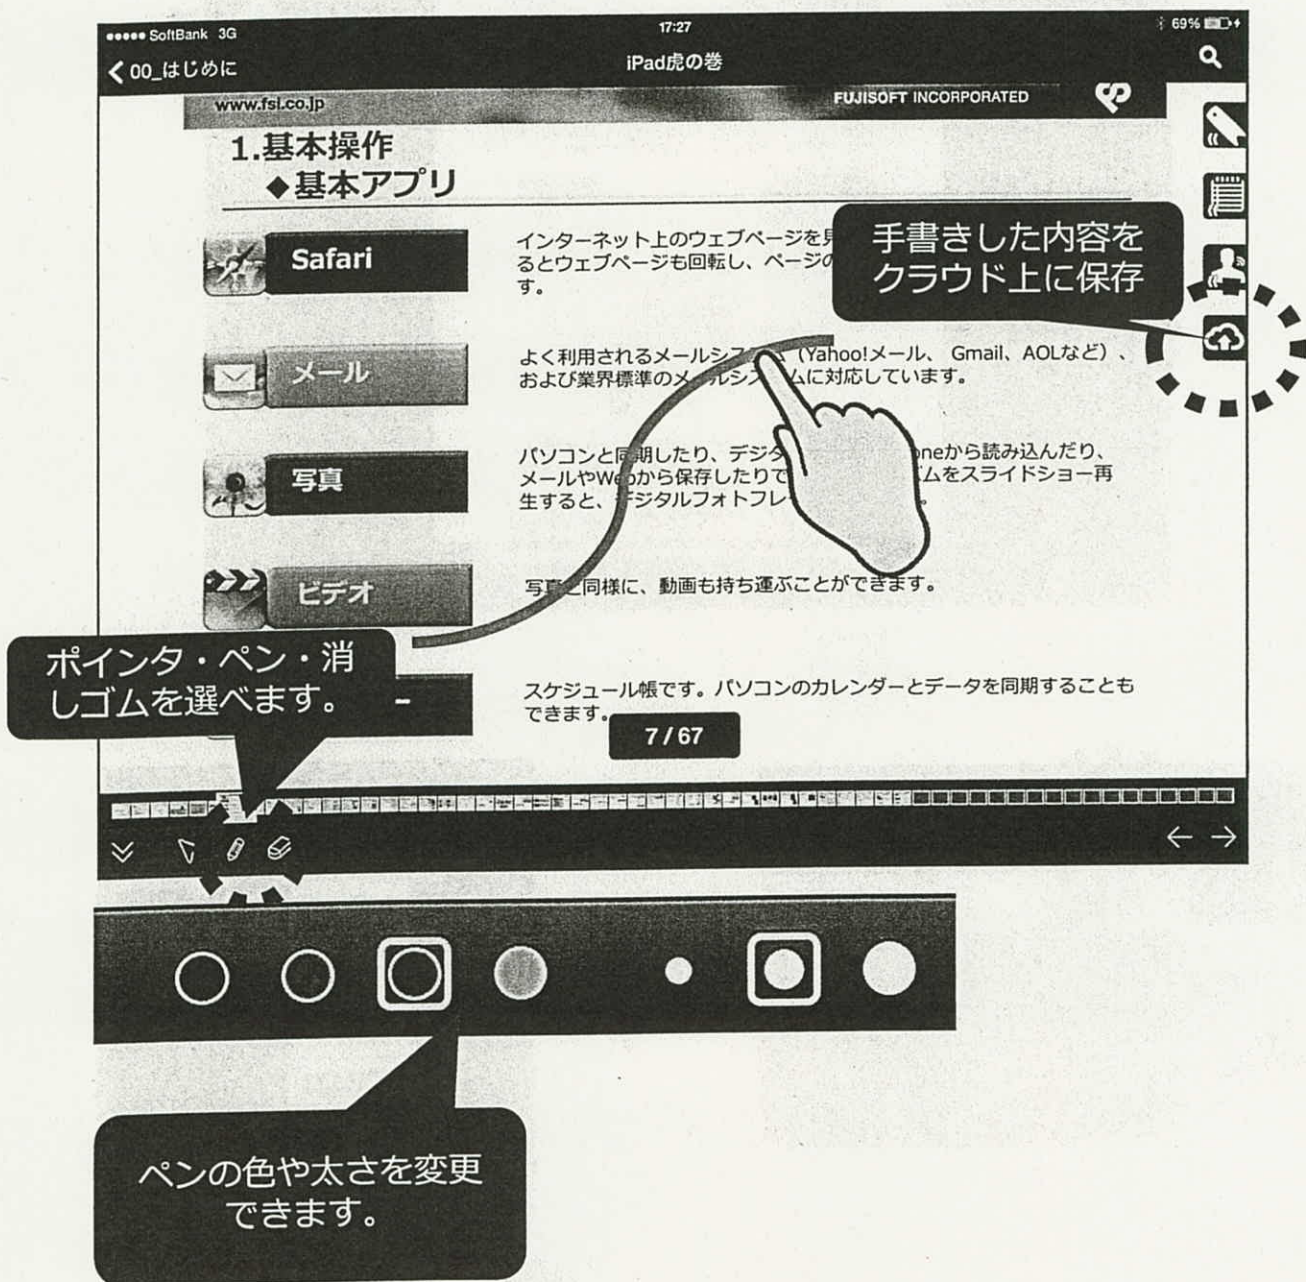 SoftBank 3G
17:27
69%
00_はじめに
iPad虎の巻
www.fsi.co.jp
FUJISOFT INCORPORATED
1.基本操作
◆基本アプリ
Safari
インターネット上のウェブページを見
るとウェブページも回転し、ページの
す。
手書きした内容を
クラウド上に保存
メール
よく利用されるメールシステム（Yahoo!メール、 Gmail、AOLなど）、
および業界標準のメールシステムに対応しています。
写真
パソコンと同期したり、デジタ
oneから読み込んだり、
メールやWebから保存したりで
ムをスライドショー再
生すると、デジタルフォトフレー
ビデオ
写真と同様に、動画も持ち運ぶことができます。
ポインタ・ペン・消
しゴムを選べます。
ー
スケジュール帳です。パソコンのカレンダーとデータを同期することも
できます。
7 / 67
ペンの色や太さを変更
できます。